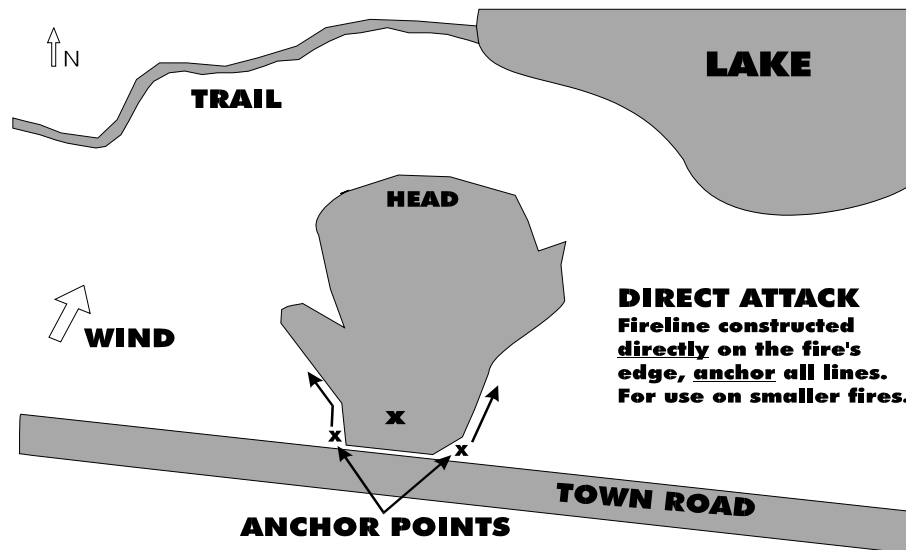 N
LAKE
TRAIL
HEAD
WIND
DIRECT ATTACK
Fireline constructed
directly on the fire's
edge, anchor all lines.
For use on smaller fires.
x
x
x
TOWN ROAD
ANCHOR POINTS